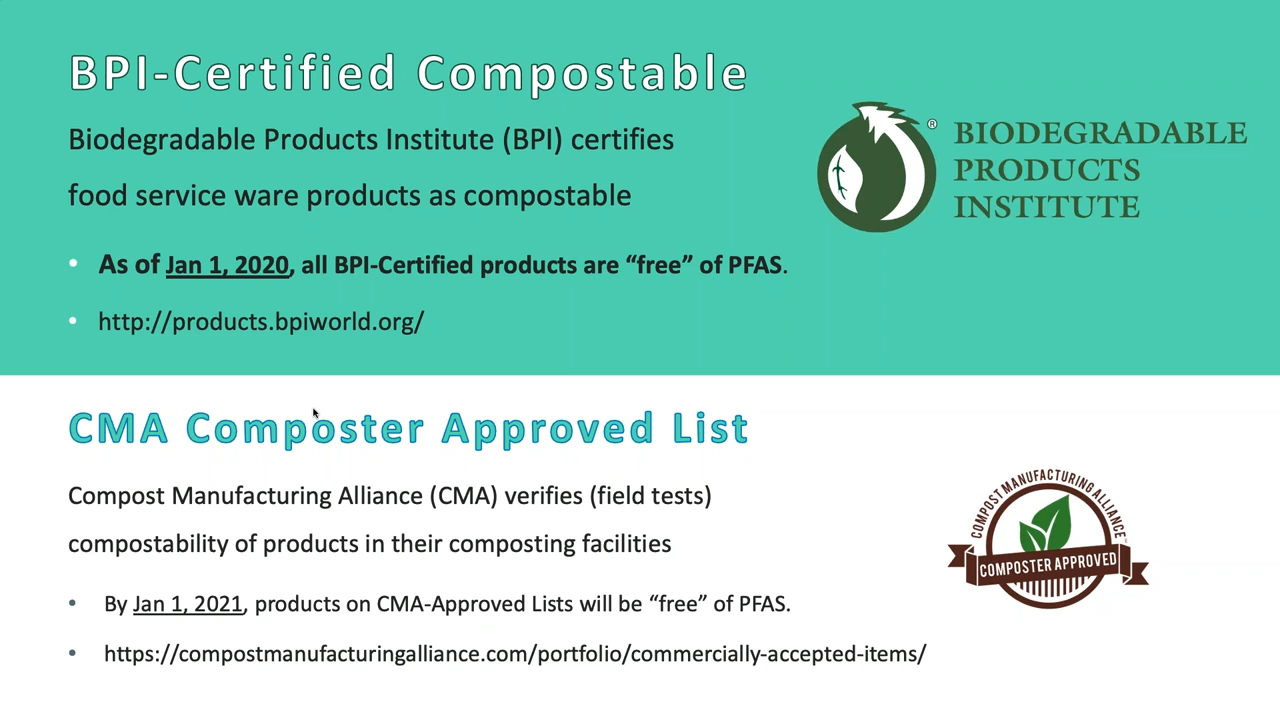 BPI-Certified Compostable
Biodegradable Products Institute (BPI) certifies
food service ware products as compostable
• As of Jan 1, 2020, all BPI-Certified products are “free” of PFAS.
• http://products.bpiworld.org/
®
BIODEGRADABLE
PRODUCTS
INSTITUTE
CMA Composter Approved List
Compost Manufacturing Alliance (CMA) verifies (field tests)
compostability of products in their composting facilities
• By Jan 1, 2021, products on CMA-Approved Lists will be “free” of PFAS.
• https://compostmanufacturingalliance.com/portfolio/commercially-accepted-items/
COMPOST MANUFACTURING ALLIANCE™
COMPOSTER APPROVED